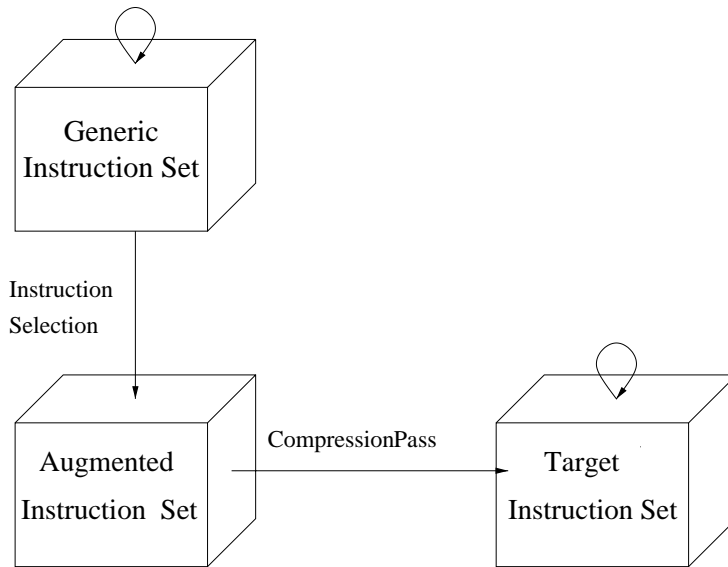 Generic
Instruction Set
Instruction
Selection
Augmented
Instruction Set
CompressionPass
Target
Instruction Set